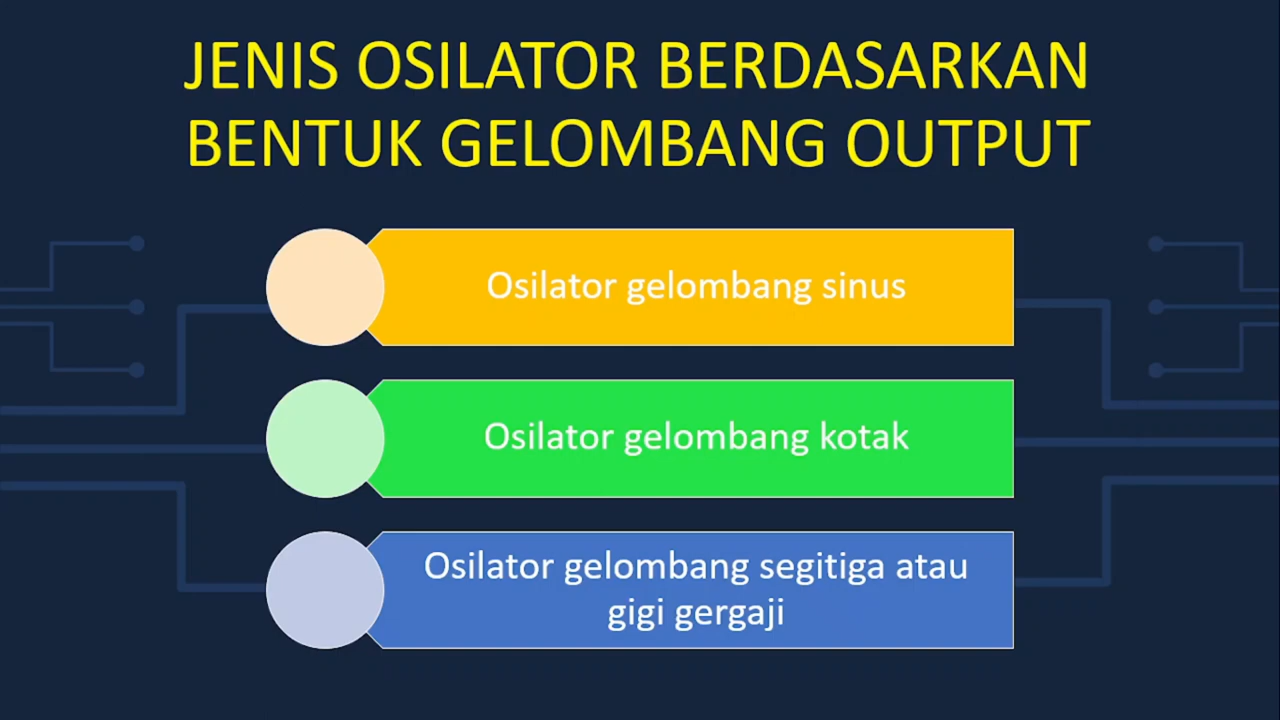 JENIS OSILATOR BERDASARKAN
BENTUK GELOMBANG OUTPUT
Osilator gelombang sinus
Osilator gelombang kotak
Osilator gelombang segitiga atau
gigi gergaji